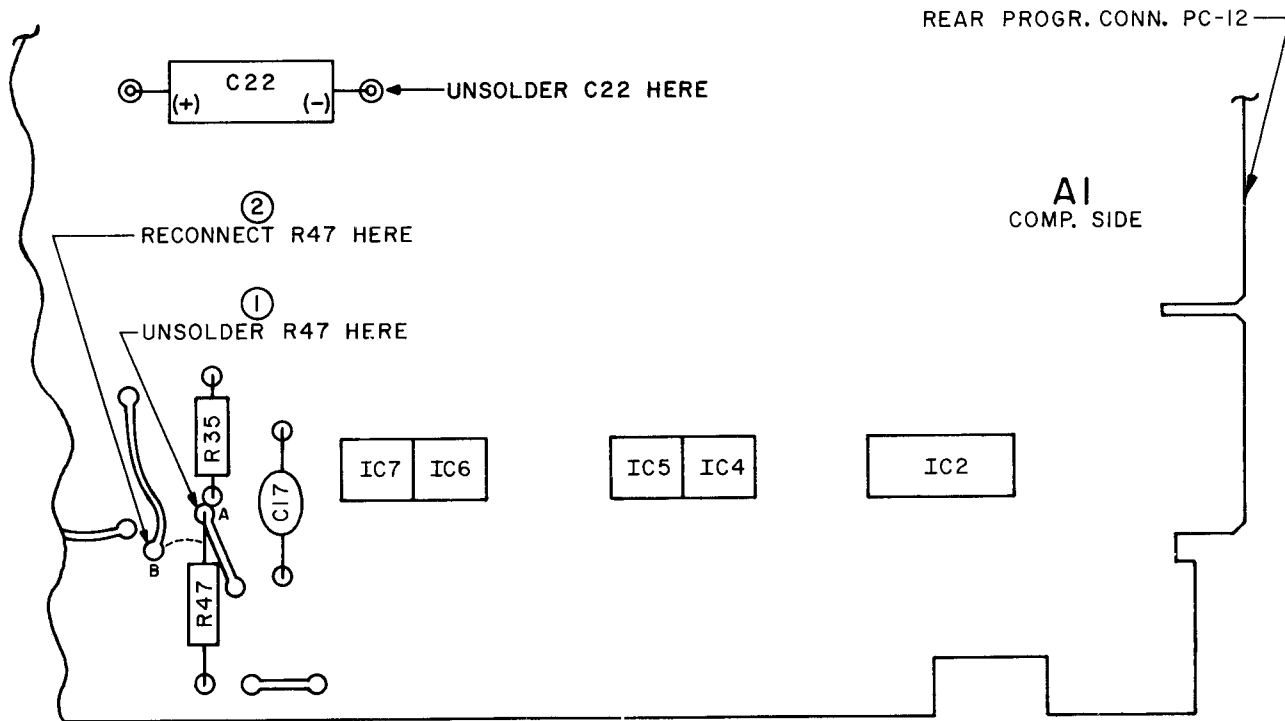 REAR PROGR. CONN. PC-12
C22
(+) (-)
UNSOLDER C22 HERE
A1
COMP. SIDE
2
RECONNECT R47 HERE
1
UNSOLDER R47 HERE
R35
C17
IC7 IC6
IC5 IC4
IC2
A
B
R47